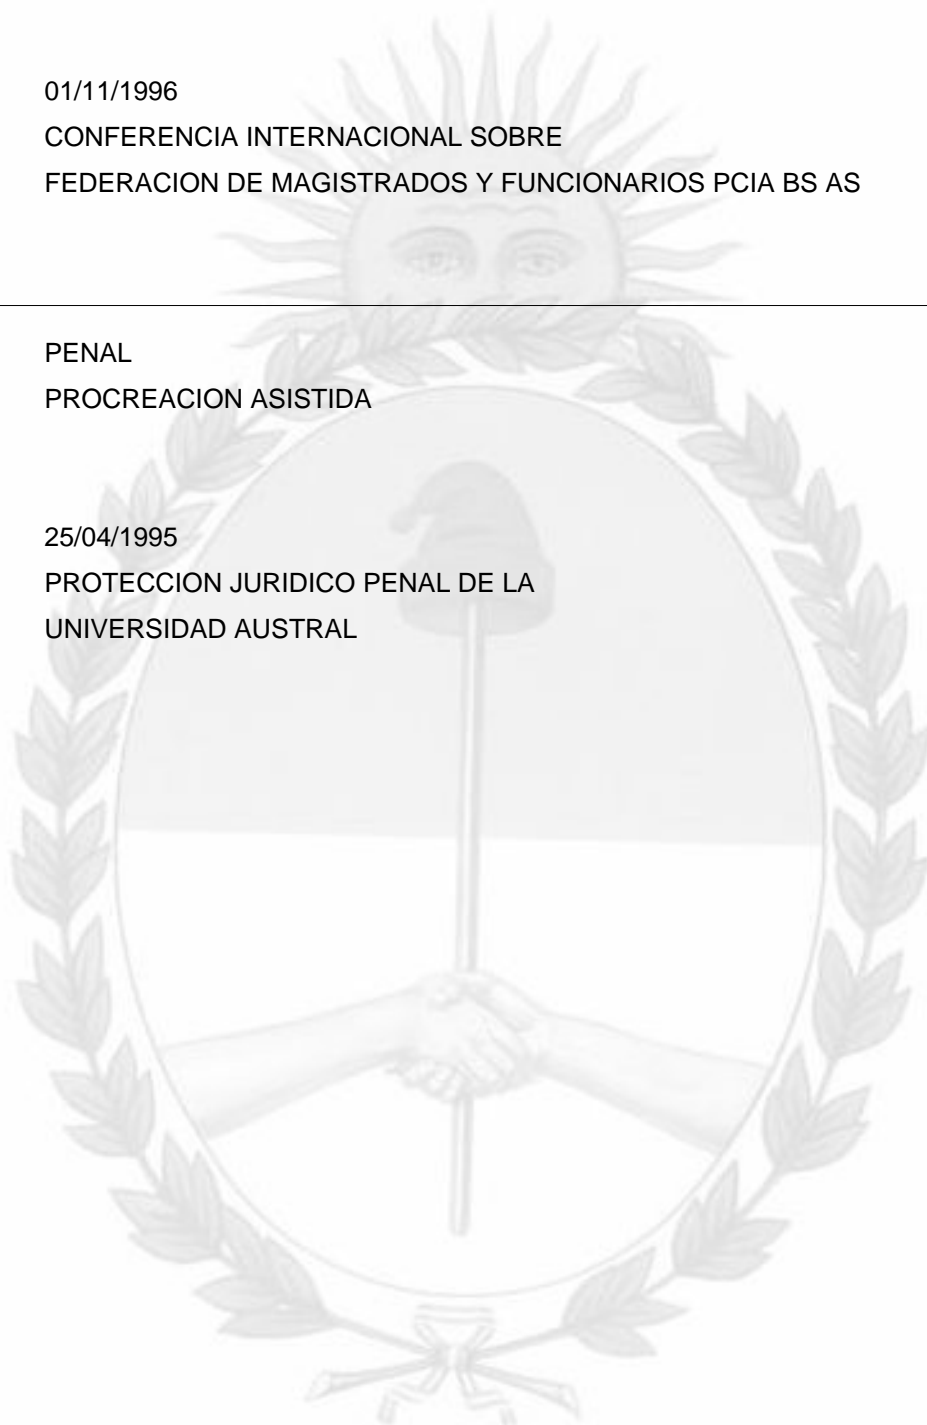 01/11/1996
CONFERENCIA INTERNACIONAL SOBRE
FEDERACION DE MAGISTRADOS Y FUNCIONARIOS PCIA BS AS
PENAL
PROCREACION ASISTIDA
25/04/1995
PROTECCION JURIDICO PENAL DE LA
UNIVERSIDAD AUSTRAL